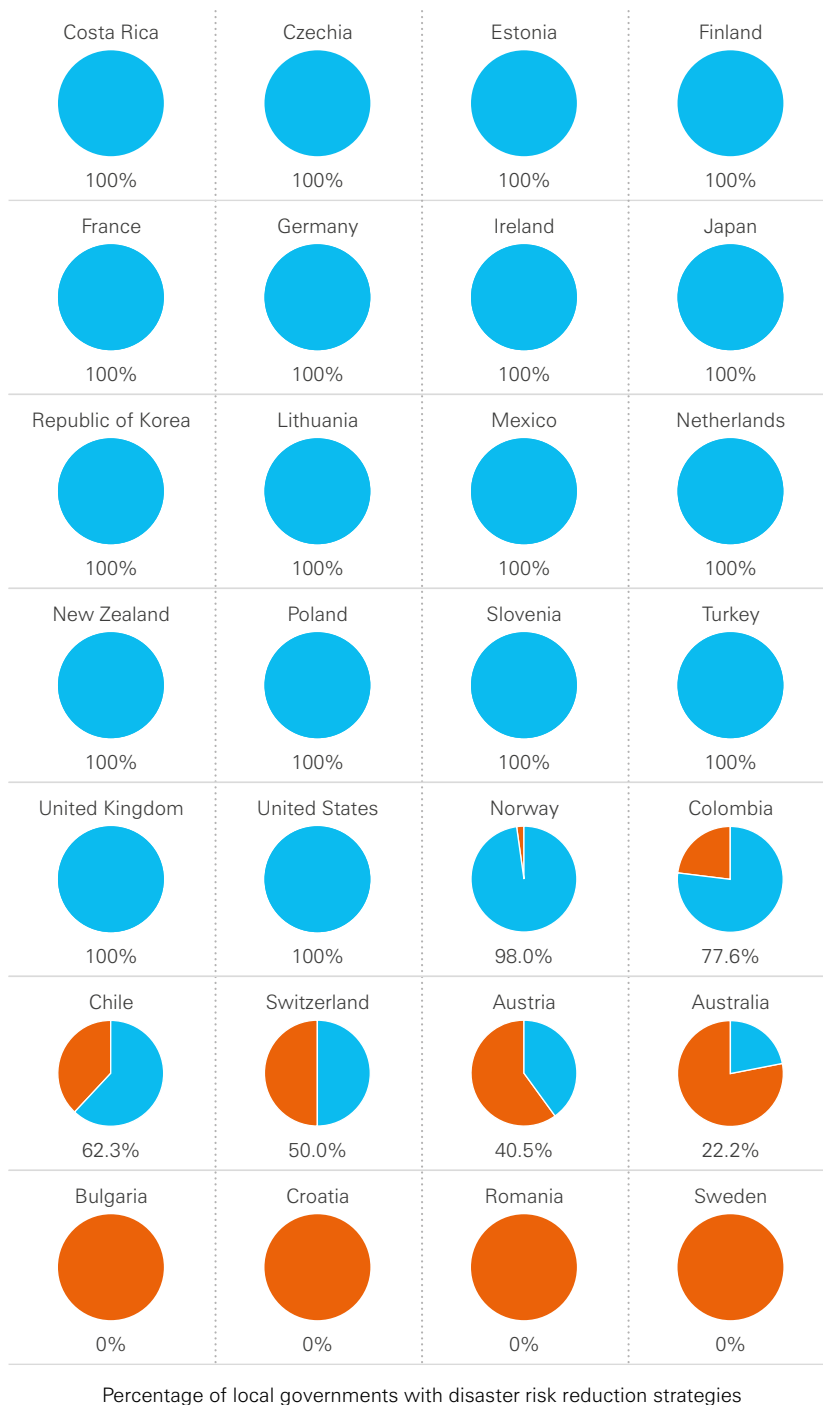 Costa Rica
Czechia
Estonia
Finland
100%
100%
100%
100%
France
Germany
Ireland
Japan
100%
100%
100%
100%
Republic of Korea
Lithuania
Mexico
Netherlands
100%
100%
100%
100%
New Zealand
Poland
Slovenia
Turkey
100%
100%
100%
100%
United Kingdom
United States
Norway
Colombia
100%
100%
98.0%
77.6%
Chile
Switzerland
Austria
Australia
62.3%
50.0%
40.5%
22.2%
Bulgaria
Croatia
Romania
Sweden
0%
0%
0%
0%
Percentage of local governments with disaster risk reduction strategies